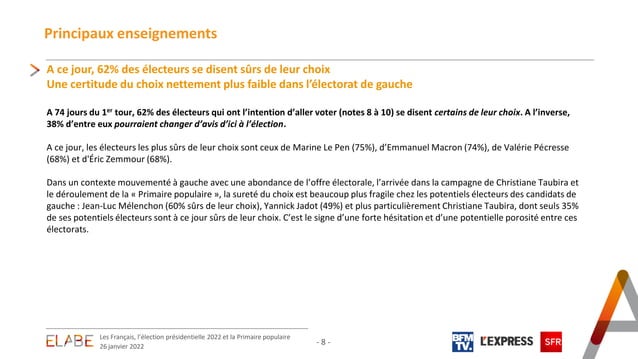 Principaux enseignements
A ce jour, 62% des électeurs se disent sûrs de leur choix
Une certitude du choix nettement plus faible dans l’électorat de gauche
A 74 jours du 1er tour, 62% des électeurs qui ont l’intention d’aller voter (notes 8 à 10) se disent certains de leur choix. A l’inverse,
38% d’entre eux pourraient changer d’avis d’ici à l’élection.
A ce jour, les électeurs les plus sûrs de leur choix sont ceux de Marine Le Pen (75%), d’Emmanuel Macron (74%), de Valérie Pécresse
(68%) et d'Éric Zemmour (68%).
Dans un contexte mouvementé à gauche avec une abondance de l’offre électorale, l’arrivée dans la campagne de Christiane Taubira et
le déroulement de la « Primaire populaire », la sureté du choix est beaucoup plus fragile chez les potentiels électeurs des candidats de
gauche : Jean-Luc Mélenchon (60% sûrs de leur choix), Yannick Jadot (49%) et plus particulièrement Christiane Taubira, dont seuls 35%
de ses potentiels électeurs sont à ce jour sûrs de leur choix. C’est le signe d’une forte hésitation et d’une potentielle porosité entre ces
électorats.
ELABE
Les Français, l’élection présidentielle 2022 et la Primaire populaire
26 janvier 2022
- 8 -
BFM
TV.
L'EXPRESS
SFR